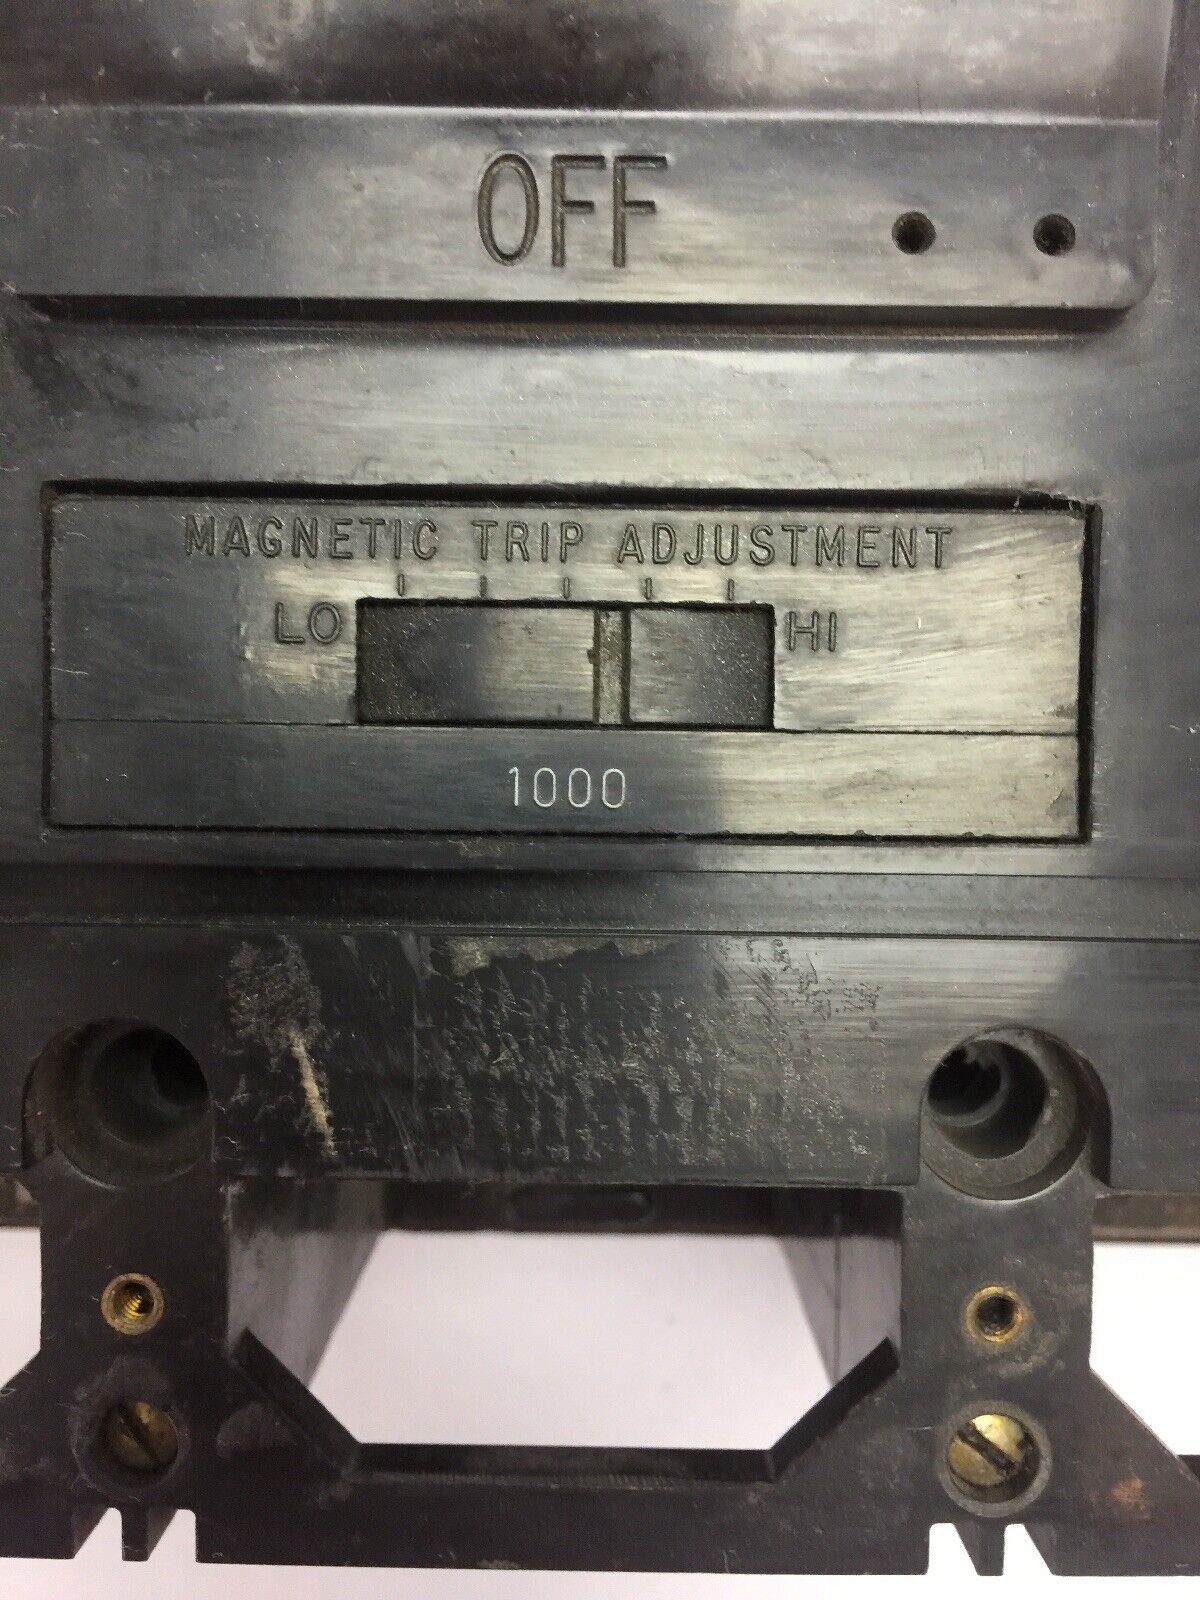 OFF
MAGNETIC TRIP ADJUSTMENT
LO HI
1000